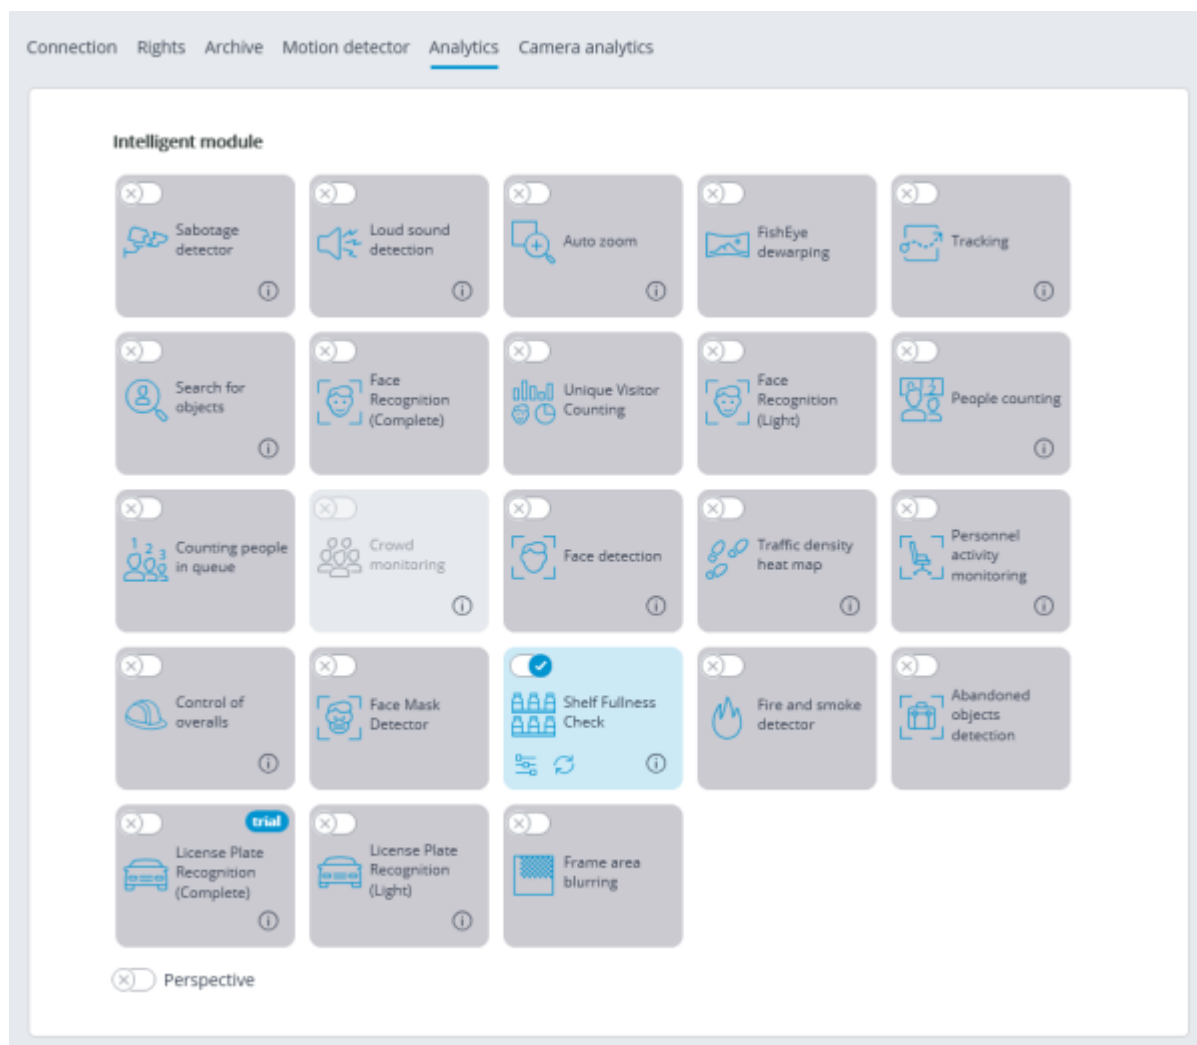 Connection Rights Archive Motion detector Analytics Camera analytics
Intelligent module
Sabotage
detector
Loud sound
detection
Auto zoom
FishEye
dewarping
Tracking
Search for
objects
Face
Recognition
(Complete)
Unique Visitor
Counting
Face
Recognition
(Light)
People counting
Counting people
in queue
Crowd
monitoring
Face detection
Traffic density
heat map
Personnel
activity
monitoring
Control of
overalls
Face Mask
Detector
Shelf Fullness
Check
Fire and smoke
detector
Abandoned
objects
detection
trial
License Plate
Recognition
(Complete)
License Plate
Recognition
(Light)
Frame area
blurring
Perspective